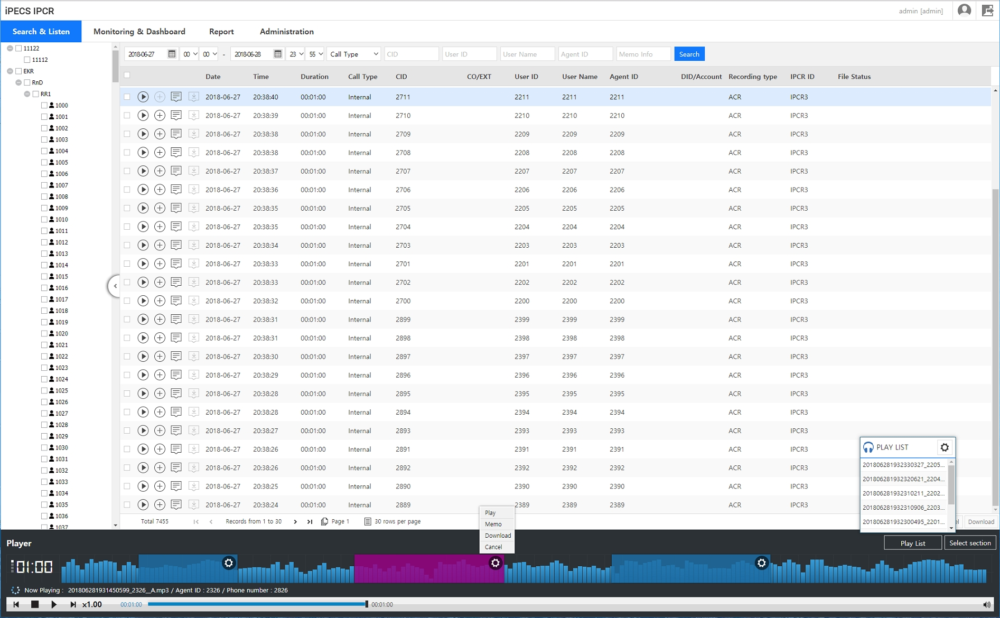 iPECS IPCR
admin [admin]
Search & Listen Monitoring & Dashboard Report Administration
2018-06-27 00 00 - 2018-06-28 23 55 Call Type CID User ID User Name Agent ID Memo Info Search
11122
11112
EKR
RnD
RR1
1000
1001
1002
1003
1004
1005
1006
1007
1008
1009
1010
1011
1012
1013
1014
1015
1016
1017
1018
1019
1020
1021
1022
1023
1024
1025
1026
1027
1028
1029
1030
1031
1032
1033
1034
1035
1036
1037
Date Time Duration Call Type CID CO/EXT User ID User Name Agent ID DID/Account Recording type IPCR ID File Status
2018-06-27 20:38:40 00:01:00 Internal 2711 2211 2211 2211 ACR IPCR3
2018-06-27 20:38:39 00:01:00 Internal 2710 2210 2210 2210 ACR IPCR3
2018-06-27 20:38:38 00:01:00 Internal 2709 2209 2209 2209 ACR IPCR3
2018-06-27 20:38:38 00:01:00 Internal 2708 2208 2208 2208 ACR IPCR3
2018-06-27 20:38:37 00:01:00 Internal 2707 2207 2207 2207 ACR IPCR3
2018-06-27 20:38:36 00:01:00 Internal 2706 2206 2206 2206 ACR IPCR3
2018-06-27 20:38:35 00:01:00 Internal 2705 2205 2205 2205 ACR IPCR3
2018-06-27 20:38:35 00:01:00 Internal 2704 2204 2204 2204 ACR IPCR3
2018-06-27 20:38:34 00:01:00 Internal 2703 2203 2203 2203 ACR IPCR3
2018-06-27 20:38:33 00:01:00 Internal 2701 2201 2201 2201 ACR IPCR3
2018-06-27 20:38:33 00:01:00 Internal 2702 2202 2202 2202 ACR IPCR3
2018-06-27 20:38:32 00:01:00 Internal 2700 2200 2200 2200 ACR IPCR3
2018-06-27 20:38:31 00:01:00 Internal 2899 2399 2399 2399 ACR IPCR3
2018-06-27 20:38:31 00:01:00 Internal 2898 2398 2398 2398 ACR IPCR3
2018-06-27 20:38:30 00:01:00 Internal 2897 2397 2397 2397 ACR IPCR3
2018-06-27 20:38:29 00:01:00 Internal 2896 2396 2396 2396 ACR IPCR3
2018-06-27 20:38:28 00:01:00 Internal 2895 2395 2395 2395 ACR IPCR3
2018-06-27 20:38:28 00:01:00 Internal 2894 2394 2394 2394 ACR IPCR3
2018-06-27 20:38:27 00:01:00 Internal 2893 2393 2393 2393 ACR IPCR3
2018-06-27 20:38:26 00:01:00 Internal 2891 2391 2391 2391 ACR IPCR3
2018-06-27 20:38:26 00:01:00 Internal 2892 2392 2392 2392 ACR IPCR3
2018-06-27 20:38:25 00:01:00 Internal 2890 2390 2390 2390 ACR IPCR3
2018-06-27 20:38:24 00:01:00 Internal 2889 2389 2389 2389 ACR IPCR3
PLAY LIST
201806281932330327_2205...
201806281932320621_2204...
201806281932310211_2202...
201806281932310906_2203...
201806281932300495_2201...
Total 7455 Records from 1 to 30 Page 1 30 rows per page
Download
Play
Memo
Download
Cancel
Player
Play List Select section
01:00
Now Playing : 201806281931450599_2326__A.mp3 / Agent ID : 2326 / Phone number : 2826
x1.00 00:01:00 00:01:00